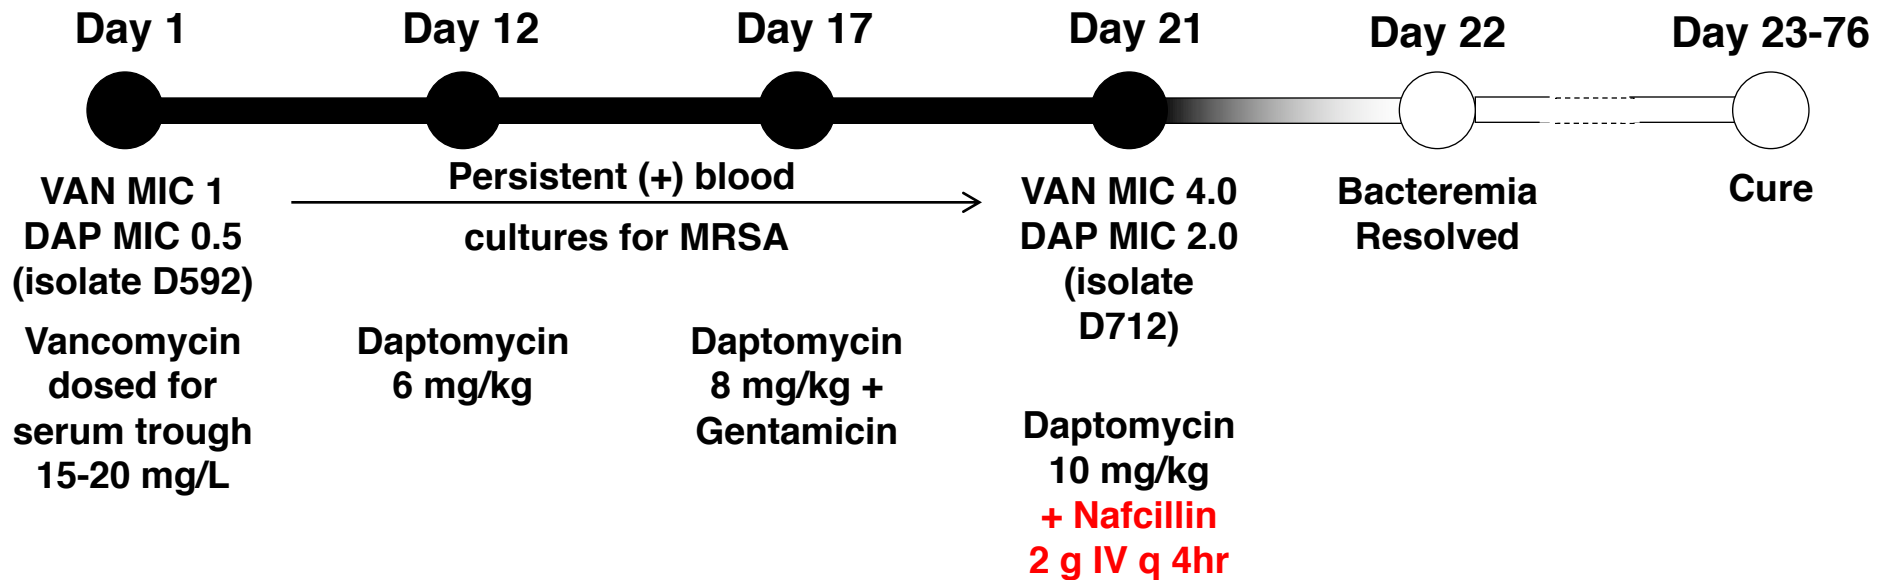 Day 1
Day 12
Day 17
Day 21
Day 22
Day 23-76
VAN MIC 1
DAP MIC 0.5
(isolate D592)
Persistent (+) blood
cultures for MRSA
VAN MIC 4.0
DAP MIC 2.0
(isolate
D712)
Bacteremia
Resolved
Cure
Vancomycin
dosed for
serum trough
15-20 mg/L
Daptomycin
6 mg/kg
Daptomycin
8 mg/kg +
Gentamicin
Daptomycin
10 mg/kg
+ Nafcillin
2 g IV q 4hr